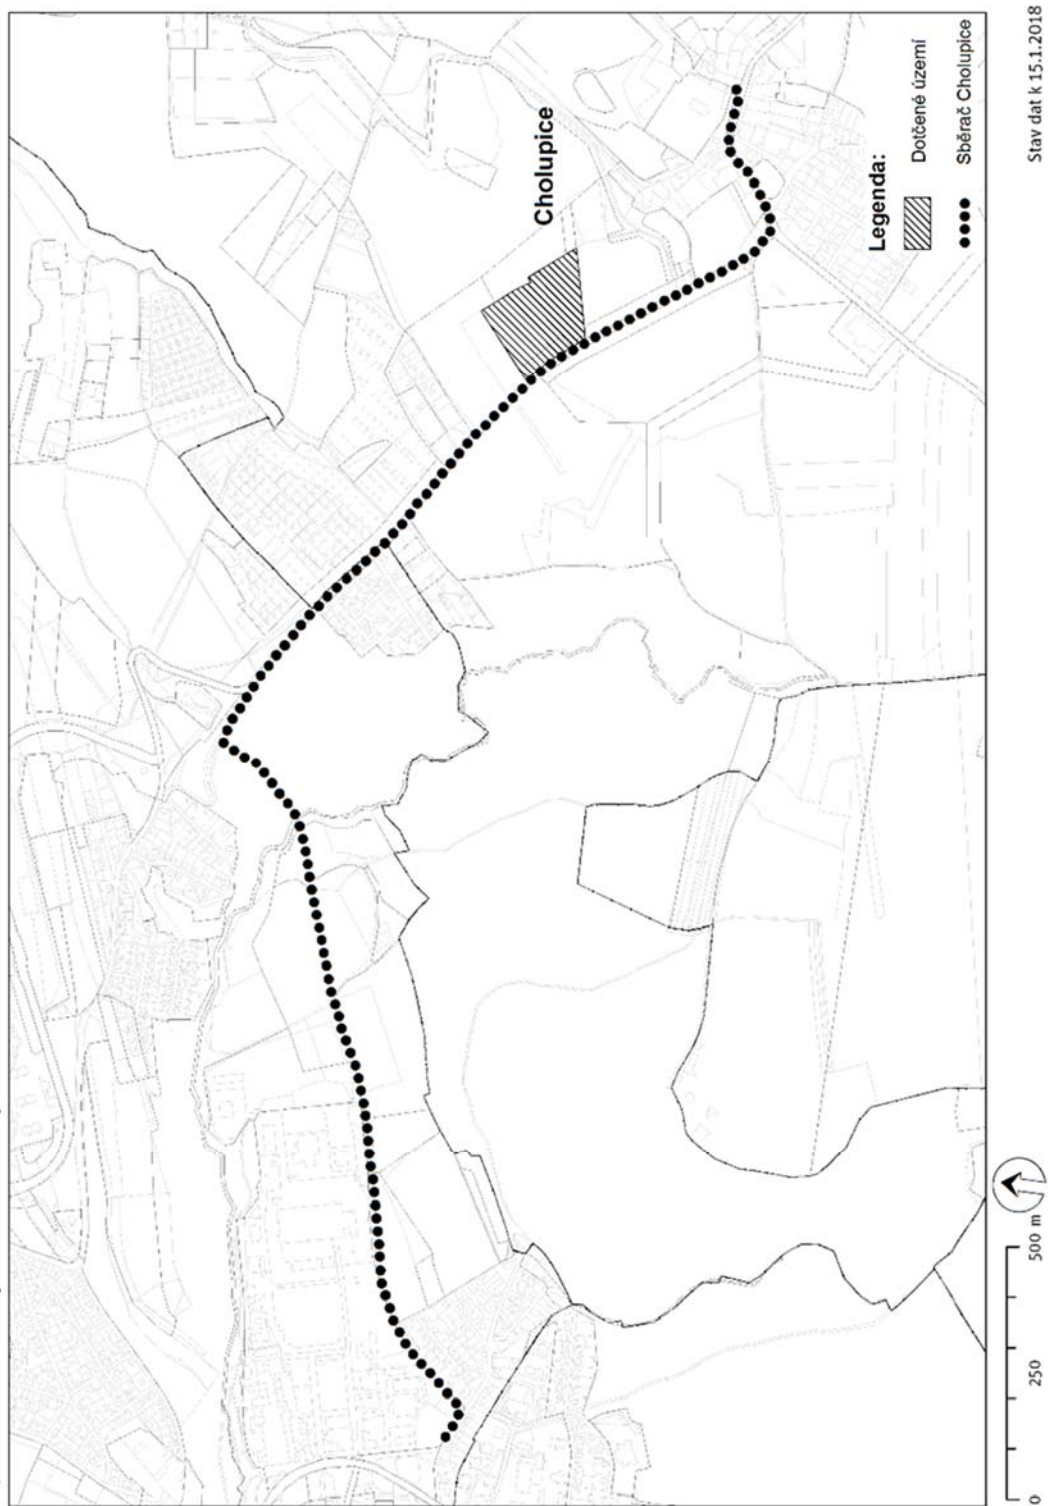 Cholupice
Legenda:
Dotčené území
Sběrač Cholupice
0
250
500 m
Stav dat k 15.1.2018